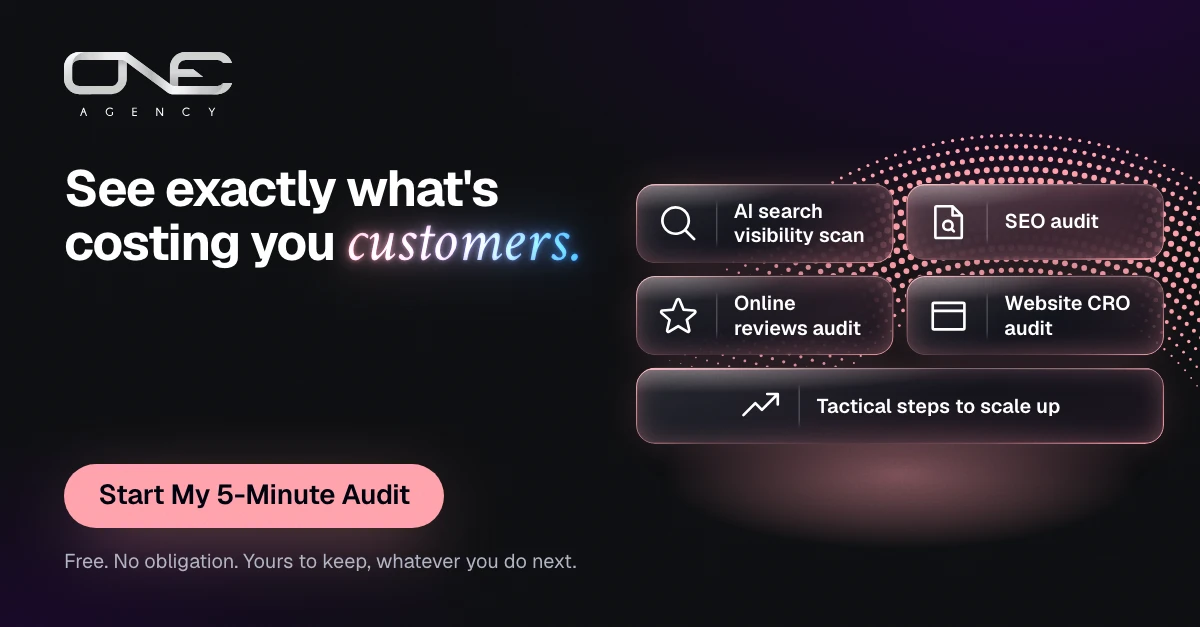 ONE
AGENCY
See exactly what's
costing you customers.
AI search
visibility scan
SEO audit
Online
reviews audit
Website CRO
audit
Tactical steps to scale up
Start My 5-Minute Audit
Free. No obligation. Yours to keep, whatever you do next.